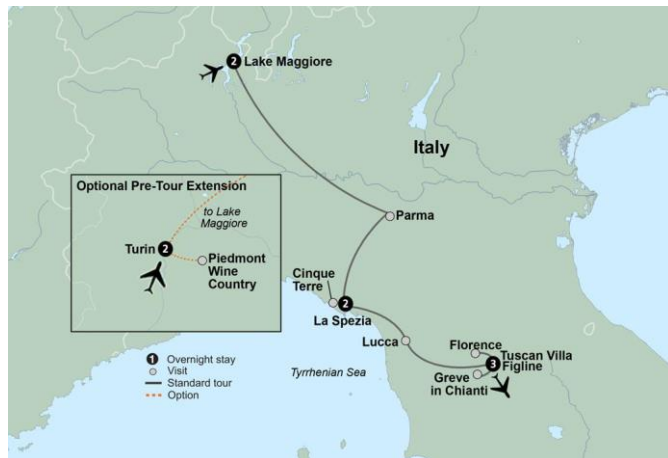 2 Lake Maggiore
Italy
Optional Pre-Tour Extension
to Lake
Maggiore
Turin 2
Piedmont
Wine
Country
Parma
Cinque
Terre
2
La Spezia
Lucca
Florence
Tuscan Villa
3 Figline
Greve
in Chianti
Tyrrhenian Sea
1 Overnight stay
Visit
Standard tour
Option